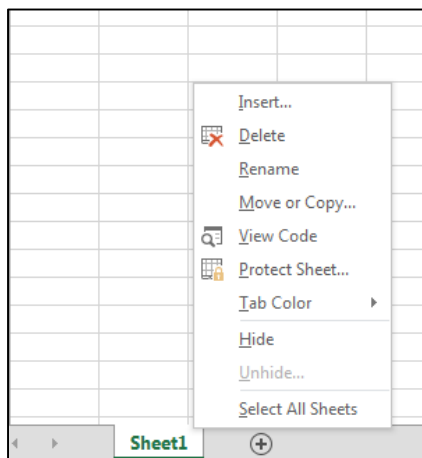 Insert...
Delete
Rename
Move or Copy...
View Code
Protect Sheet...
Tab Color
Hide
Unhide...
Select All Sheets
Sheet1